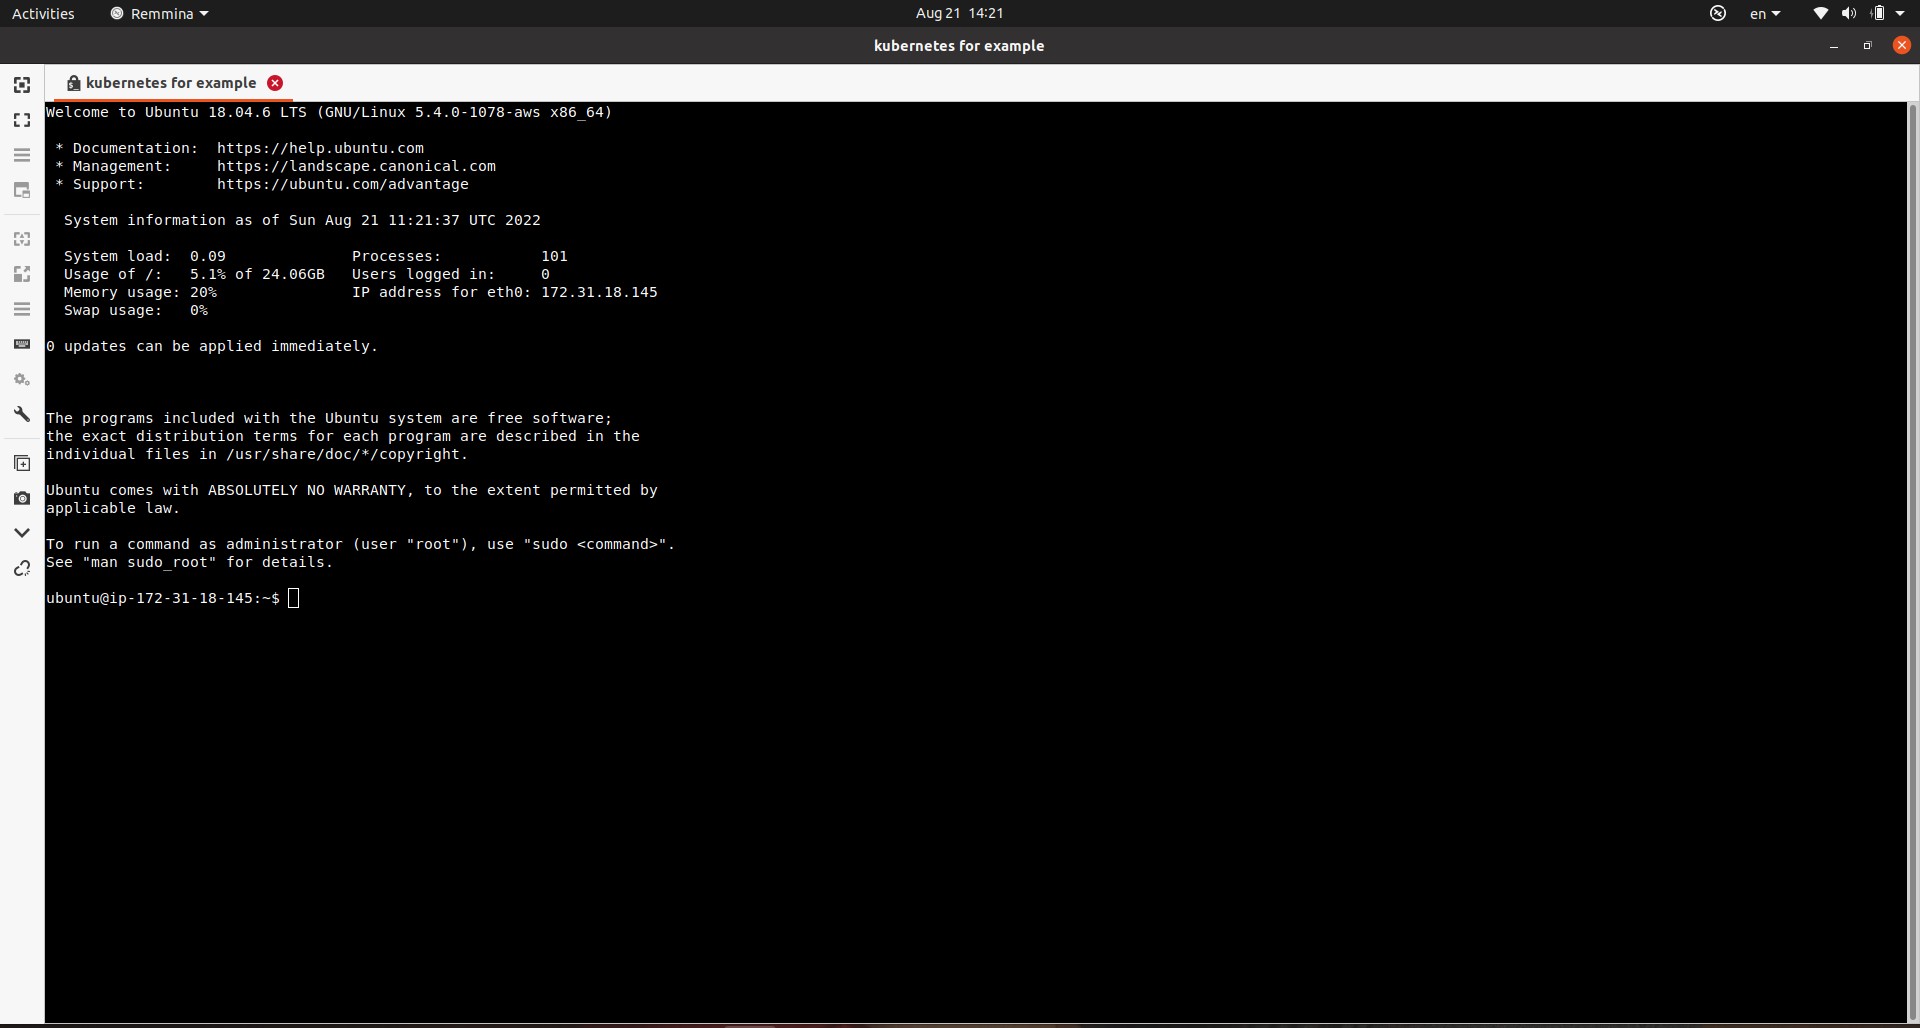 Activities Remmina Aug 21 14:21 en
kubernetes for example
kubernetes for example
Welcome to Ubuntu 18.04.6 LTS (GNU/Linux 5.4.0-1078-aws x86_64)
* Documentation: https://help.ubuntu.com
* Management: https://landscape.canonical.com
* Support: https://ubuntu.com/advantage
System information as of Sun Aug 21 11:21:37 UTC 2022
System load: 0.09 Processes: 101
Usage of /: 5.1% of 24.06GB Users logged in: 0
Memory usage: 20% IP address for eth0: 172.31.18.145
Swap usage: 0%
0 updates can be applied immediately.
The programs included with the Ubuntu system are free software;
the exact distribution terms for each program are described in the
individual files in /usr/share/doc/*/copyright.
Ubuntu comes with ABSOLUTELY NO WARRANTY, to the extent permitted by
applicable law.
To run a command as administrator (user "root"), use "sudo <command>".
See "man sudo_root" for details.
ubuntu@ip-172-31-18-145:~$